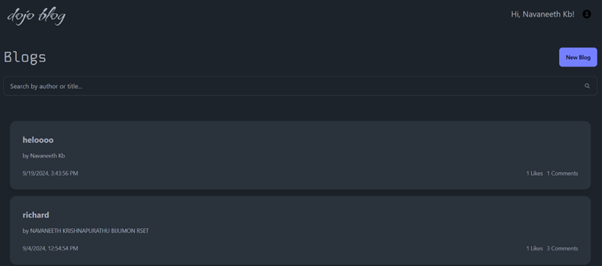 dojo blog
Hi, Navaneeth Kb!
Blogs
New Blog
Search by author or title...
heloooo
by Navaneeth Kb
9/19/2024, 3:43:56 PM
1 Likes 1 Comments
richard
by NAVANEETH KRISHNAPURATHU BIJUMON RSET
9/4/2024, 12:54:54 PM
1 Likes 3 Comments